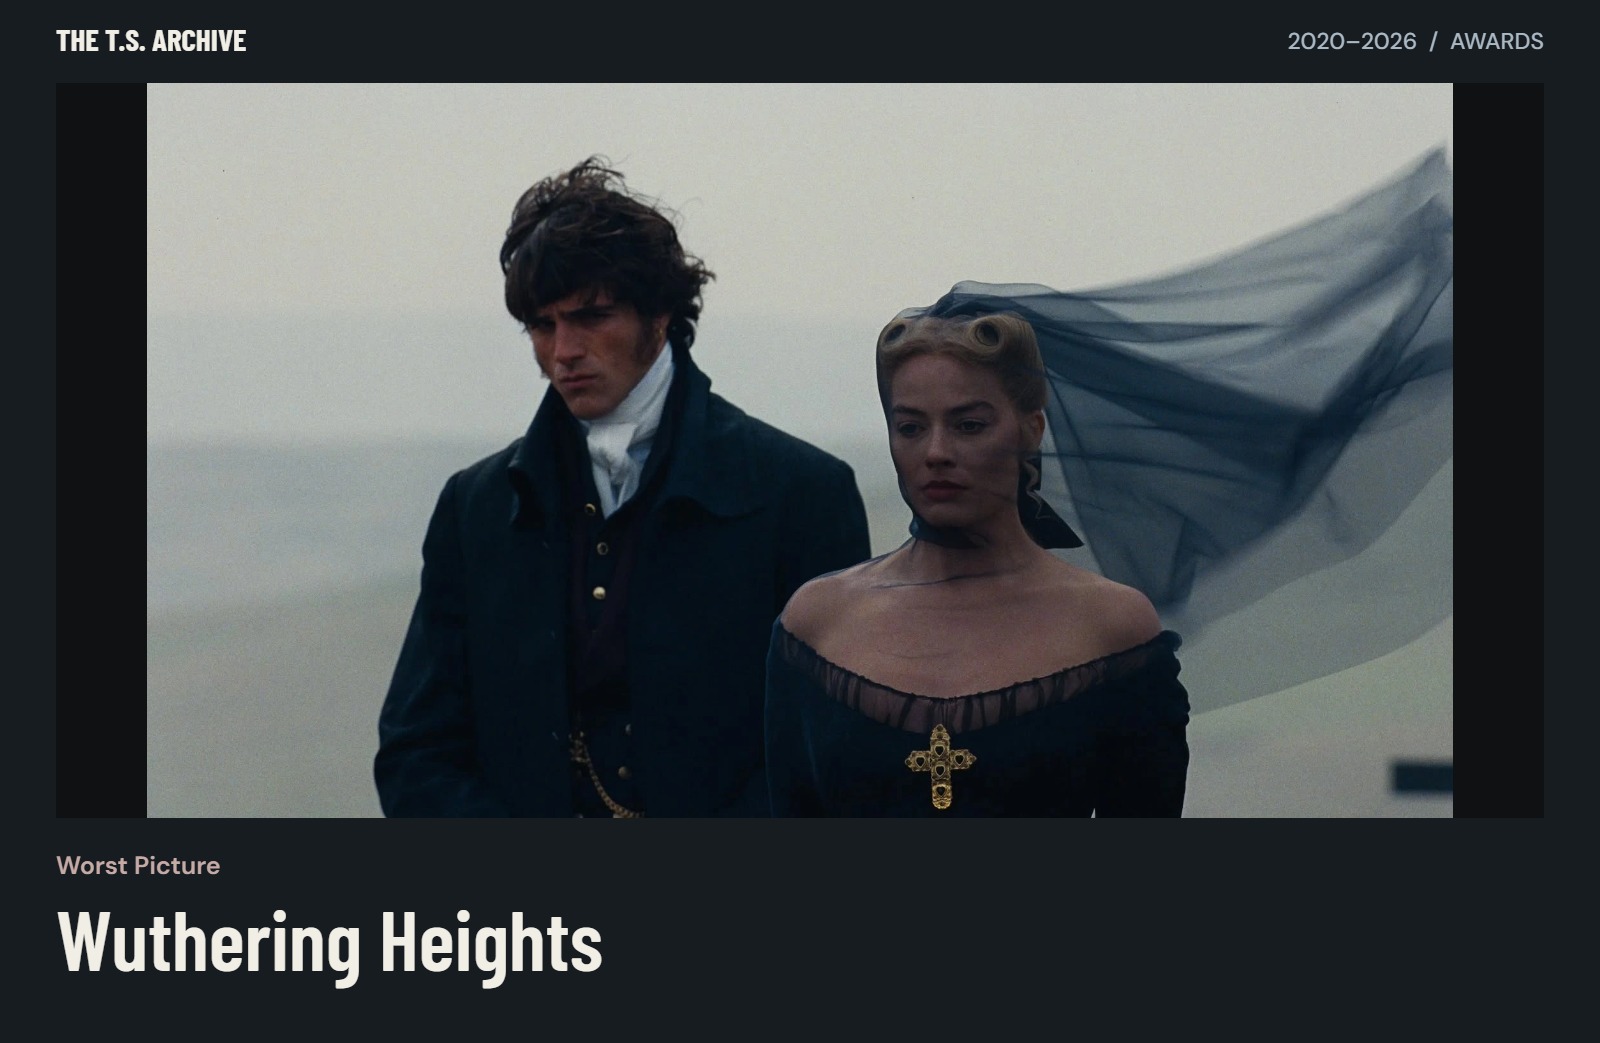 THE T.S. ARCHIVE
2020–2026 / AWARDS
Worst Picture
Wuthering Heights